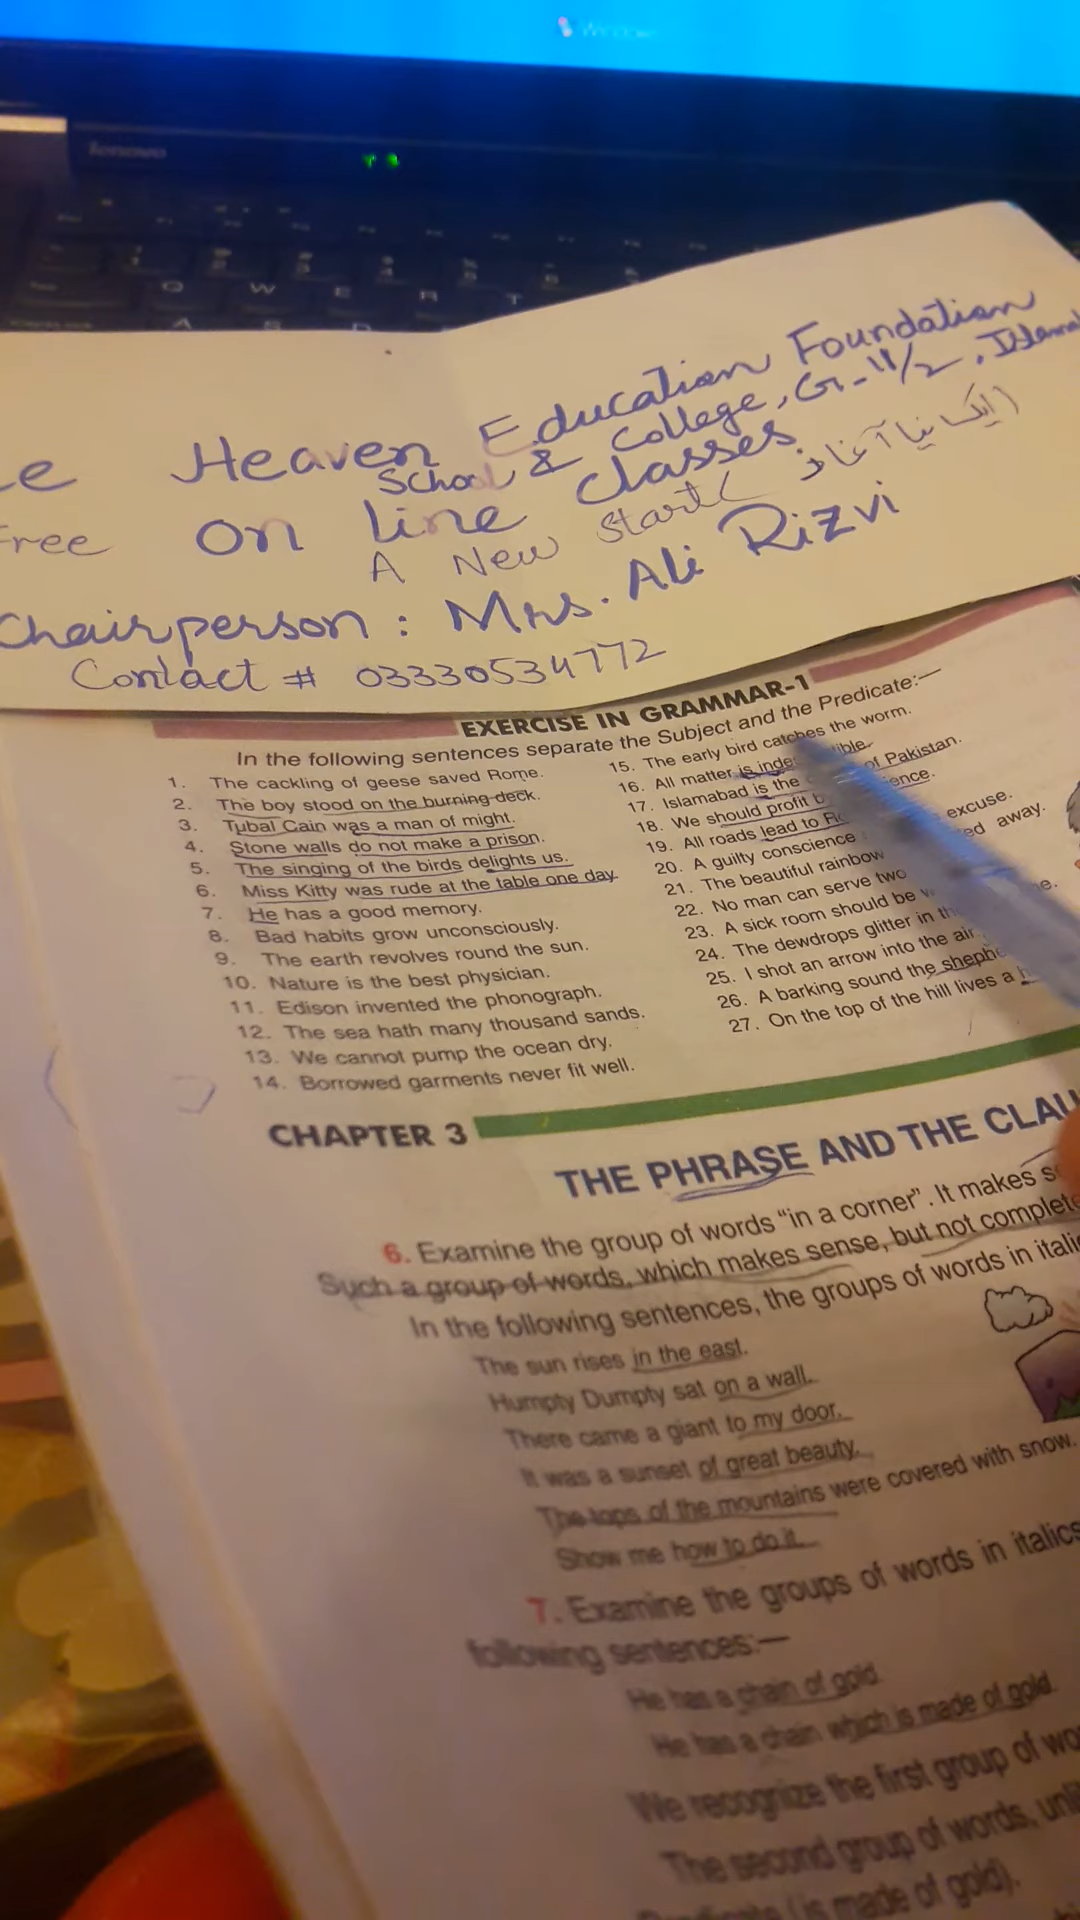 Windows
lenovo
Q W E R T
Heaven Education Foundation
School & College, G-11/2, Islamab
Free on line classes.
A New Start (ایک نیا آغاز)
Chairperson : Mrs. Ali Rizvi
Contact # 03330534772
EXERCISE IN GRAMMAR-1
In the following sentences separate the Subject and the Predicate:—
1. The cackling of geese saved Rome.
2. The boy stood on the burning deck.
3. Tubal Cain was a man of might.
4. Stone walls do not make a prison.
5. The singing of the birds delights us.
6. Miss Kitty was rude at the table one day
7. He has a good memory.
8. Bad habits grow unconsciously.
9. The earth revolves round the sun.
10. Nature is the best physician.
11. Edison invented the phonograph.
12. The sea hath many thousand sands.
13. We cannot pump the ocean dry.
14. Borrowed garments never fit well.
15. The early bird catches the worm.
16. All matter is inde ible.
17. Islamabad is the of Pakistan.
18. We should profit b ience.
19. All roads lead to
20. A guilty conscience excuse.
21. The beautiful rainbow ed away.
22. No man can serve two
23. A sick room should be
24. The dewdrops glitter in th ne.
25. I shot an arrow into the air
26. A barking sound the shephe
27. On the top of the hill lives a
CHAPTER 3
THE PHRASE AND THE CLAU
6. Examine the group of words “in a corner”. It makes s
Such a group of words, which makes sense, but not complete
In the following sentences, the groups of words in itali
The sun rises in the east.
Humpty Dumpty sat on a wall.
There came a giant to my door.
It was a sunset of great beauty.
The tops of the mountains were covered with snow.
Show me how to do it.
7. Examine the groups of words in italics
following sentences:—
He has a chain of gold.
He has a chain which is made of gold.
We recognize the first group of wo
The second group of words, unli
Predicate (is made of gold).